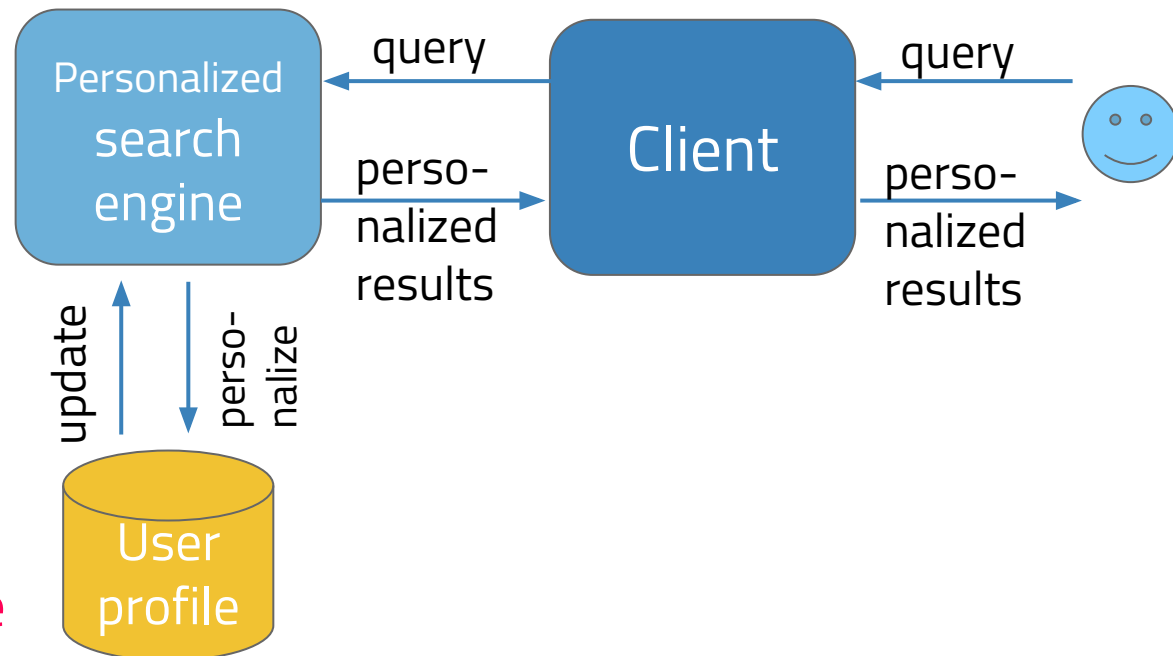 Personalized
search
engine
query
perso-
nalized
results
Client
query
perso-
nalized
results
update
perso-
nalize
User
profile
e